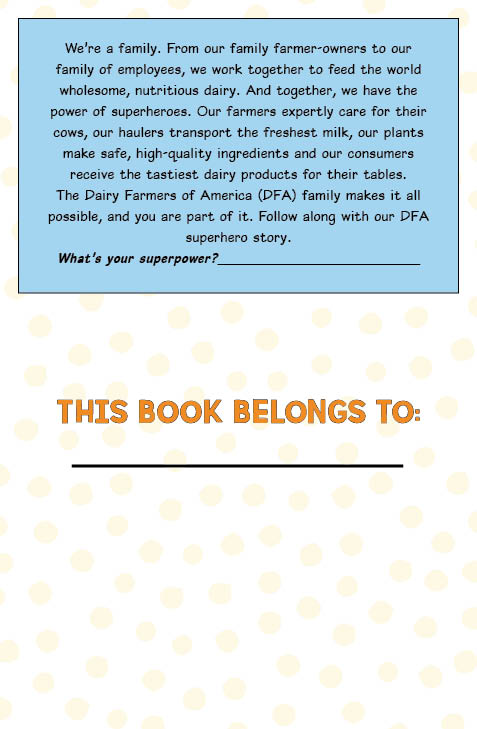 We're a family. From our family farmer-owners to our
family of employees, we work together to feed the world
wholesome, nutritious dairy. And together, we have the
power of superheroes. Our farmers expertly care for their
cows, our haulers transport the freshest milk, our plants
make safe, high-quality ingredients and our consumers
receive the tastiest dairy products for their tables.
The Dairy Farmers of America (DFA) family makes it all
possible, and you are part of it. Follow along with our DFA
superhero story.
What's your superpower?
THIS BOOK BELONGS TO: